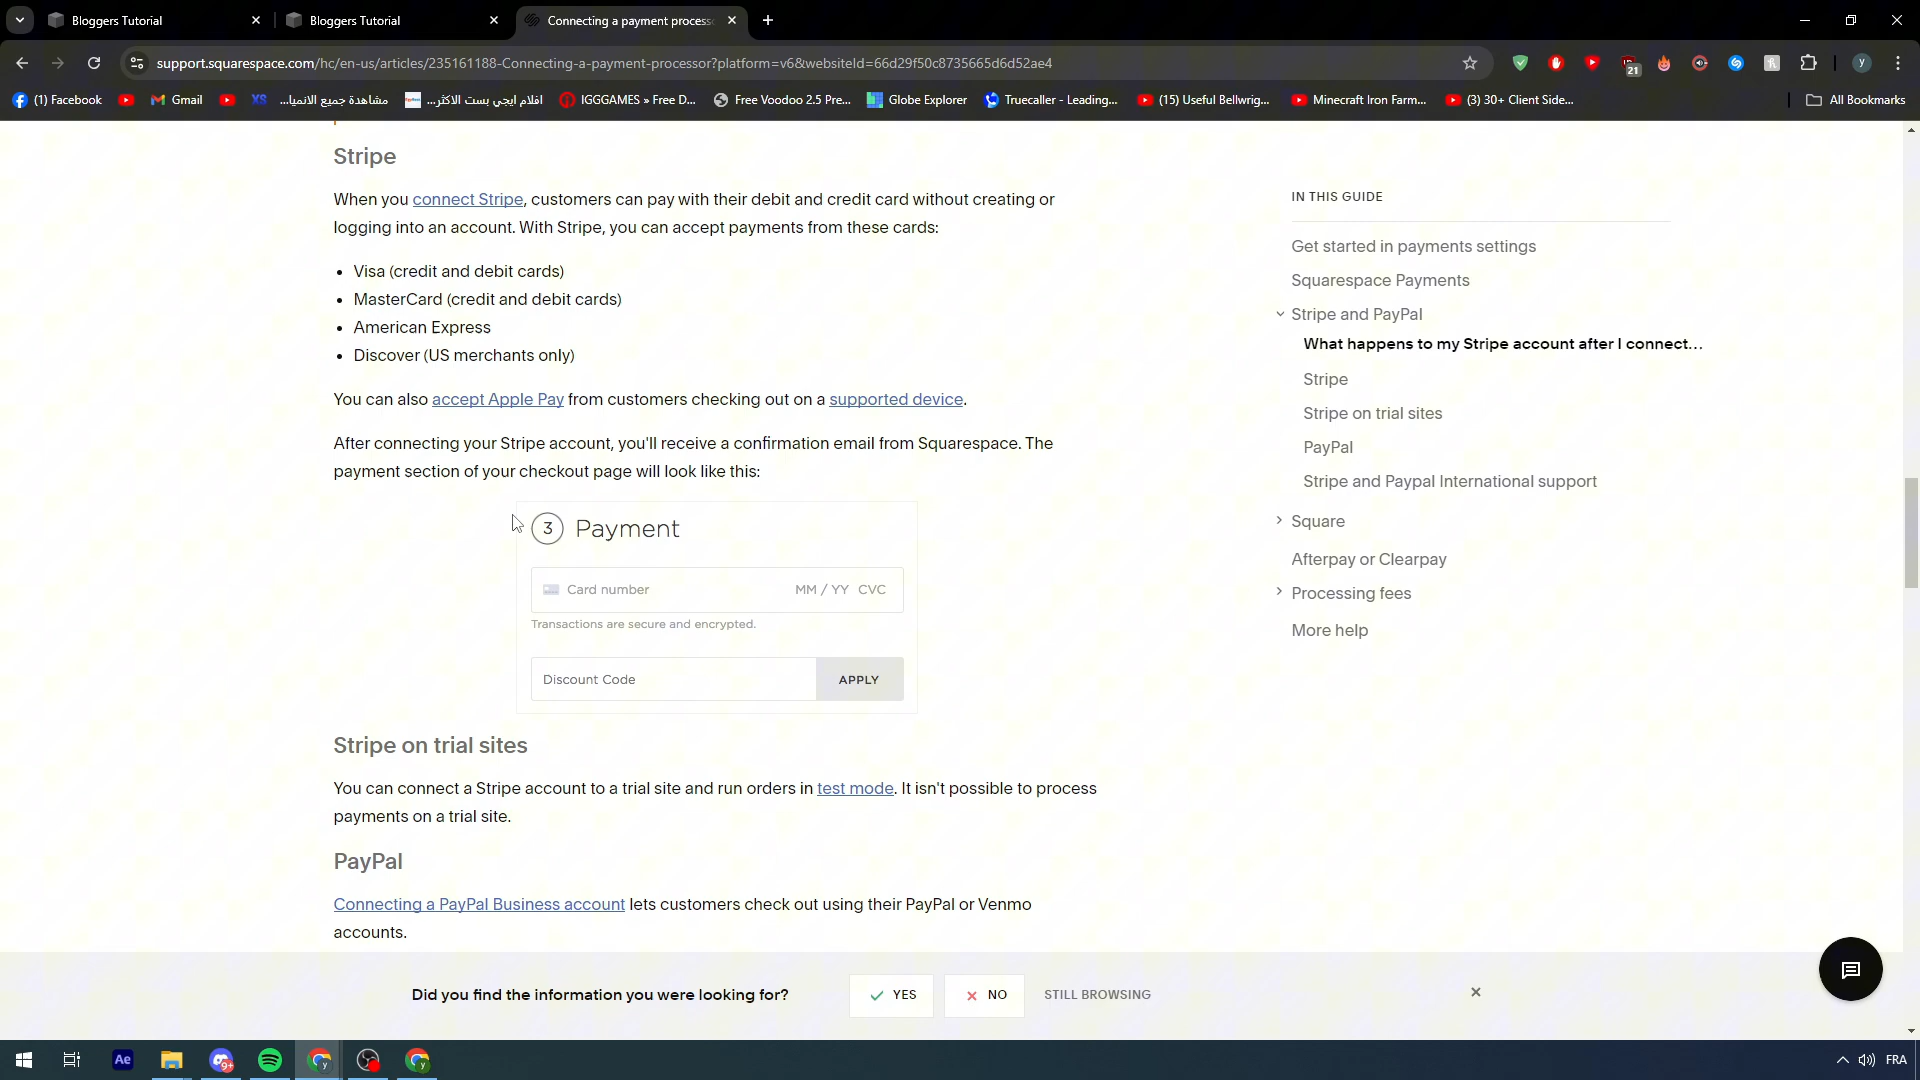 Bloggers Tutorial
Bloggers Tutorial
Connecting a payment process
support.squarespace.com/hc/en-us/articles/235161188-Connecting-a-payment-processor?platform=v6&websiteId=66d29f50c8735665d6d52ae4
21
y
(1) Facebook
Gmail
مشاهدة جميع الانميا...
افلام ايجي بست الاكثر...
IGGGAMES » Free D...
Free Voodoo 2.5 Pre...
Globe Explorer
Truecaller - Leading...
(15) Useful Bellwrig...
Minecraft Iron Farm...
(3) 30+ Client Side...
All Bookmarks
Stripe
When you connect Stripe, customers can pay with their debit and credit card without creating or
logging into an account. With Stripe, you can accept payments from these cards:
• Visa (credit and debit cards)
• MasterCard (credit and debit cards)
• American Express
• Discover (US merchants only)
You can also accept Apple Pay from customers checking out on a supported device.
After connecting your Stripe account, you'll receive a confirmation email from Squarespace. The
payment section of your checkout page will look like this:
3 Payment
Card number MM / YY CVC
Transactions are secure and encrypted.
Discount Code APPLY
Stripe on trial sites
You can connect a Stripe account to a trial site and run orders in test mode. It isn't possible to process
payments on a trial site.
PayPal
Connecting a PayPal Business account lets customers check out using their PayPal or Venmo
accounts.
IN THIS GUIDE
Get started in payments settings
Squarespace Payments
Stripe and PayPal
What happens to my Stripe account after I connect...
Stripe
Stripe on trial sites
PayPal
Stripe and Paypal International support
Square
Afterpay or Clearpay
Processing fees
More help
Did you find the information you were looking for?
YES
NO
STILL BROWSING
Ae
9+
FRA